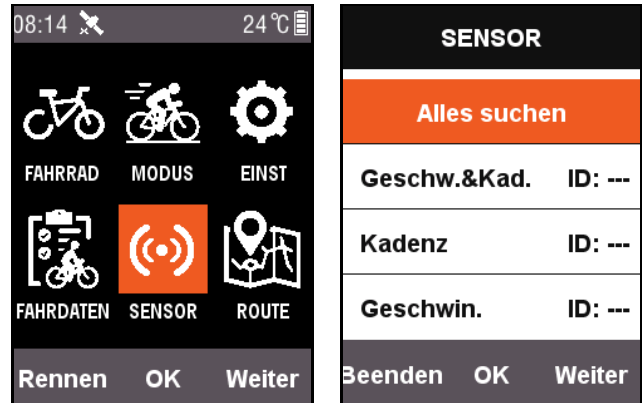 08:14 24℃
FAHRRAD MODUS EINST
FAHRDATEN SENSOR ROUTE
Rennen OK Weiter
SENSOR
Alles suchen
Geschw.&Kad. ID: ---
Kadenz ID: ---
Geschwin. ID: ---
Beenden OK Weiter